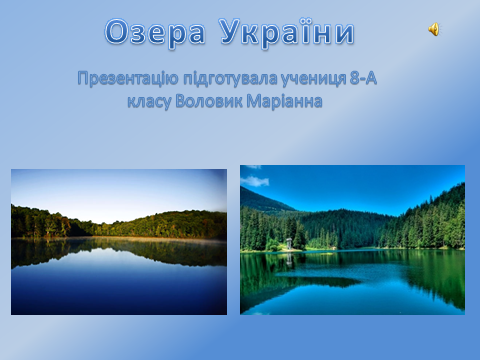 Озера України
Презентацію підготувала учениця 8-А
класу Воловик Маріанна